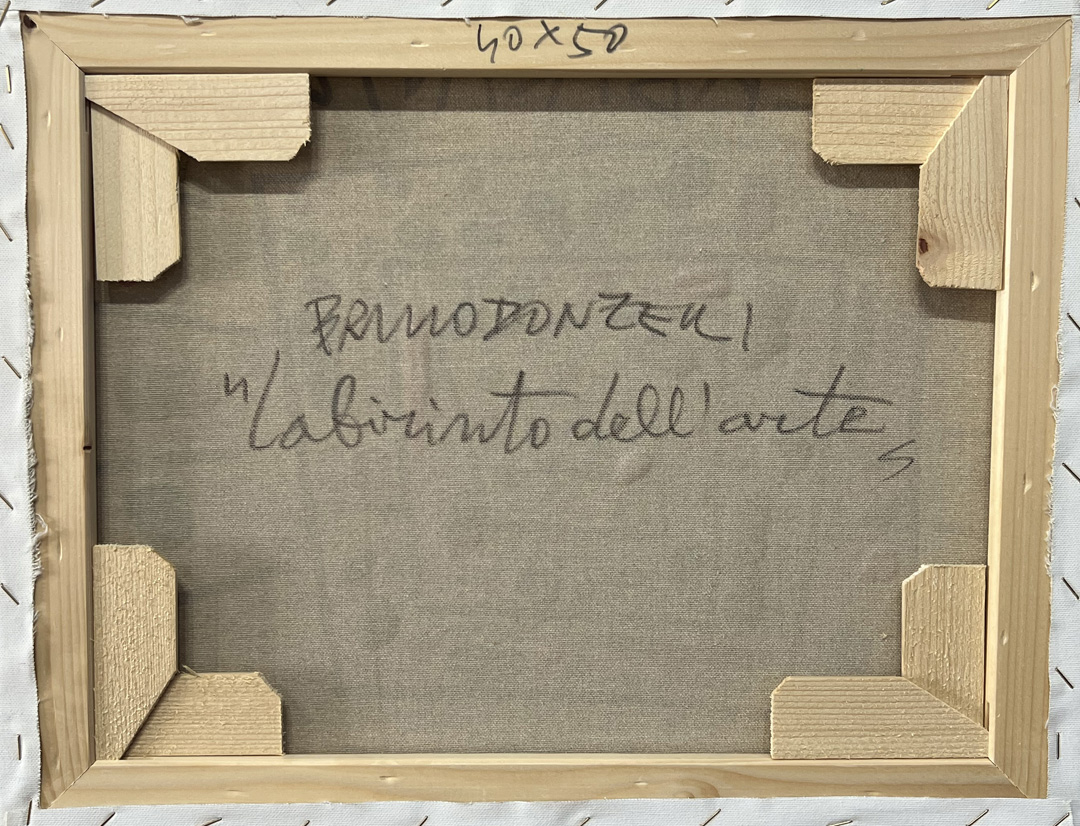 40x50
BRUNO DONZELLI
"Labirinto dell'arte"